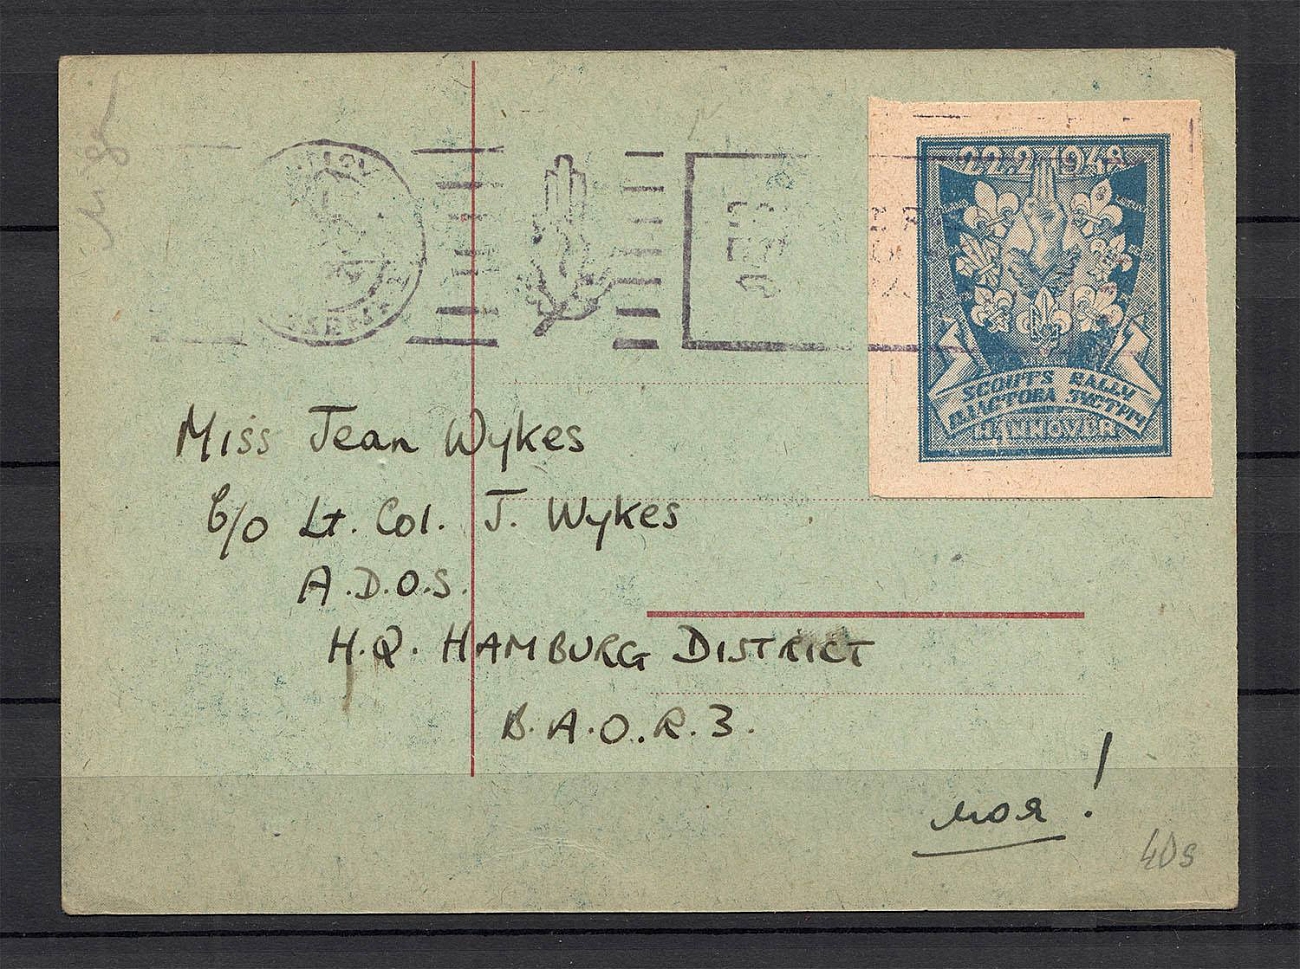 22.2.1948
SCOUTS RALLY
ПЛАСТОВА ЗУСТРІЧ
HANNOVER
Miss Jean Wykes
C/o Lt. Col. J. Wykes
A.D.O.S.
H.Q. HAMBURG DISTRICT
B.A.O.R.3.
моя!
40s